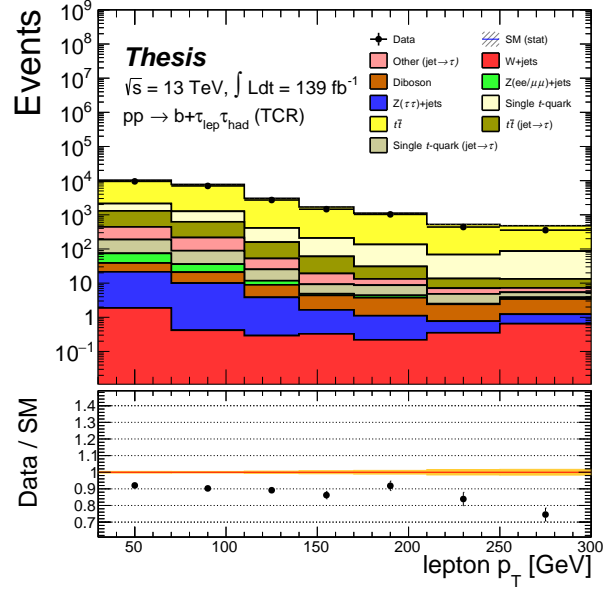 Thesis
√s = 13 TeV, ∫ Ldt = 139 fb⁻¹
pp → b+τ_lep τ_had (TCR)
Data
SM (stat)
Other (jet→τ)
W+jets
Diboson
Z(ee/μμ)+jets
Z(ττ)+jets
Single t-quark
tt̄
tt̄ (jet→τ)
Single t-quark (jet→τ)
Events
10⁹
10⁸
10⁷
10⁶
10⁵
10⁴
10³
10²
10
1
10⁻¹
Data / SM
1.4
1.3
1.2
1.1
1
0.9
0.8
0.7
50 100 150 200 250 300
lepton p_T [GeV]